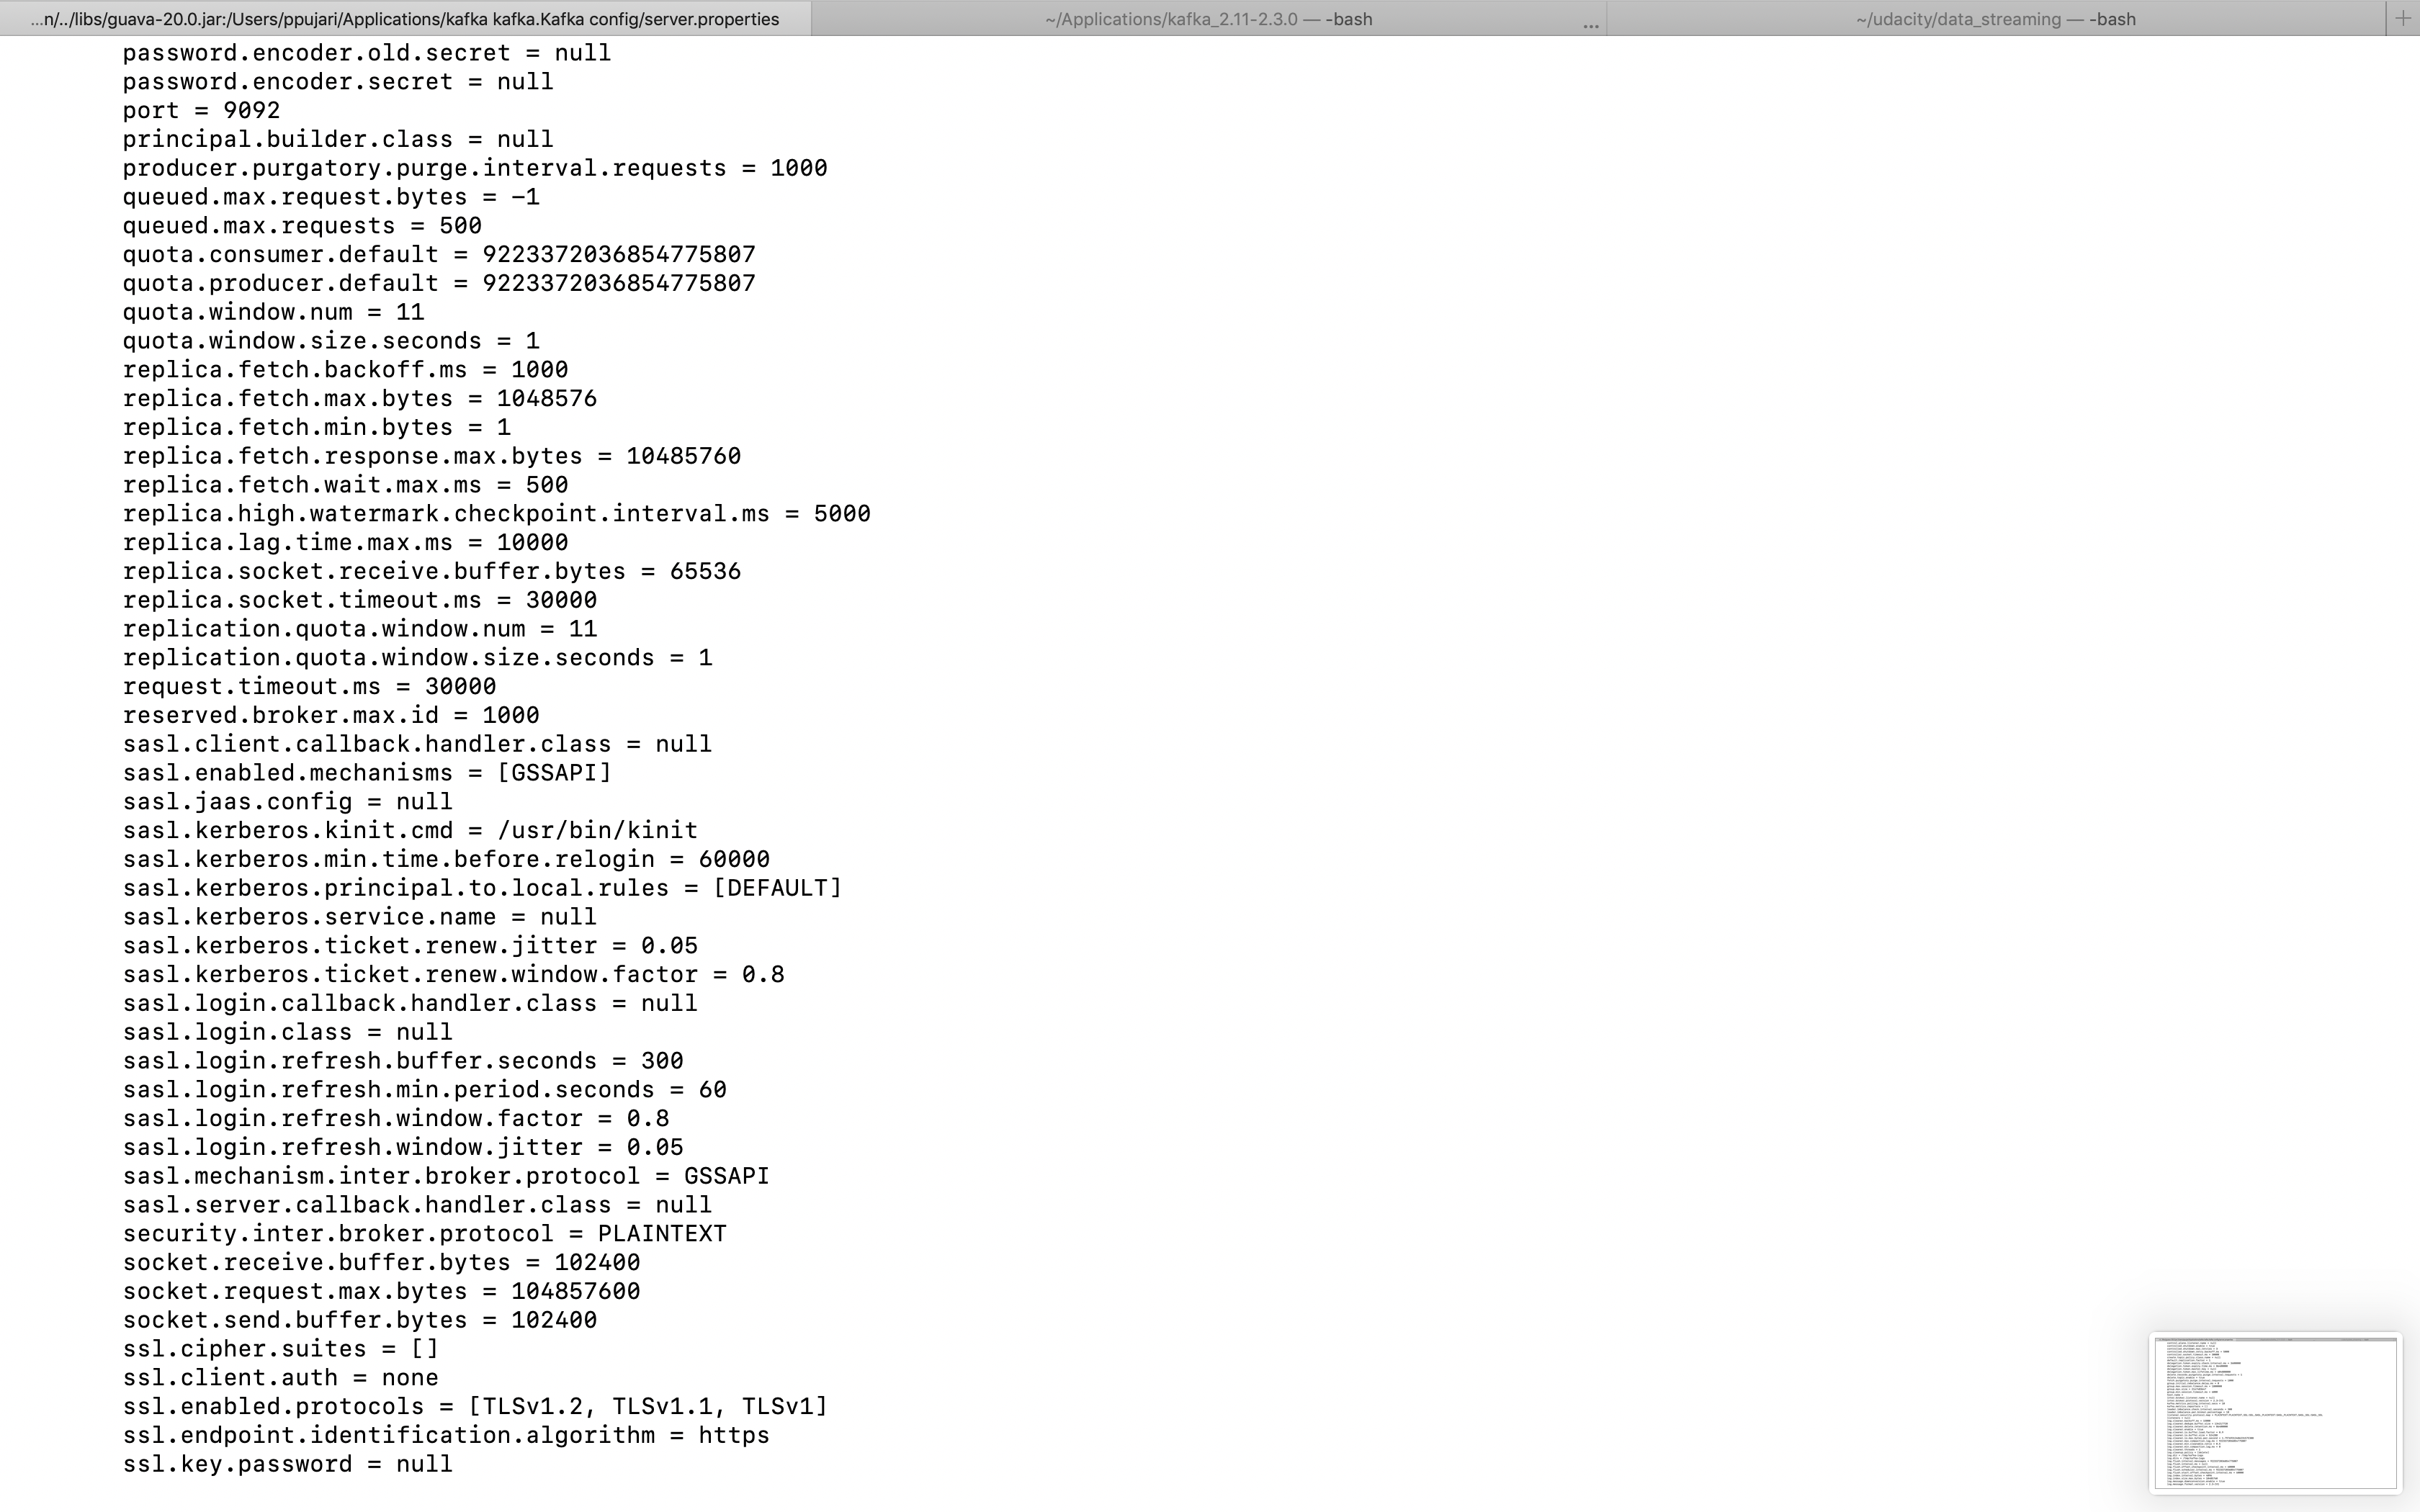 ...n/../libs/guava-20.0.jar:/Users/ppujari/Applications/kafka kafka.Kafka config/server.properties
~/Applications/kafka_2.11-2.3.0 — -bash
...
~/udacity/data_streaming — -bash
+
password.encoder.old.secret = null
password.encoder.secret = null
port = 9092
principal.builder.class = null
producer.purgatory.purge.interval.requests = 1000
queued.max.request.bytes = -1
queued.max.requests = 500
quota.consumer.default = 9223372036854775807
quota.producer.default = 9223372036854775807
quota.window.num = 11
quota.window.size.seconds = 1
replica.fetch.backoff.ms = 1000
replica.fetch.max.bytes = 1048576
replica.fetch.min.bytes = 1
replica.fetch.response.max.bytes = 10485760
replica.fetch.wait.max.ms = 500
replica.high.watermark.checkpoint.interval.ms = 5000
replica.lag.time.max.ms = 10000
replica.socket.receive.buffer.bytes = 65536
replica.socket.timeout.ms = 30000
replication.quota.window.num = 11
replication.quota.window.size.seconds = 1
request.timeout.ms = 30000
reserved.broker.max.id = 1000
sasl.client.callback.handler.class = null
sasl.enabled.mechanisms = [GSSAPI]
sasl.jaas.config = null
sasl.kerberos.kinit.cmd = /usr/bin/kinit
sasl.kerberos.min.time.before.relogin = 60000
sasl.kerberos.principal.to.local.rules = [DEFAULT]
sasl.kerberos.service.name = null
sasl.kerberos.ticket.renew.jitter = 0.05
sasl.kerberos.ticket.renew.window.factor = 0.8
sasl.login.callback.handler.class = null
sasl.login.class = null
sasl.login.refresh.buffer.seconds = 300
sasl.login.refresh.min.period.seconds = 60
sasl.login.refresh.window.factor = 0.8
sasl.login.refresh.window.jitter = 0.05
sasl.mechanism.inter.broker.protocol = GSSAPI
sasl.server.callback.handler.class = null
security.inter.broker.protocol = PLAINTEXT
socket.receive.buffer.bytes = 102400
socket.request.max.bytes = 104857600
socket.send.buffer.bytes = 102400
ssl.cipher.suites = []
ssl.client.auth = none
ssl.enabled.protocols = [TLSv1.2, TLSv1.1, TLSv1]
ssl.endpoint.identification.algorithm = https
ssl.key.password = null